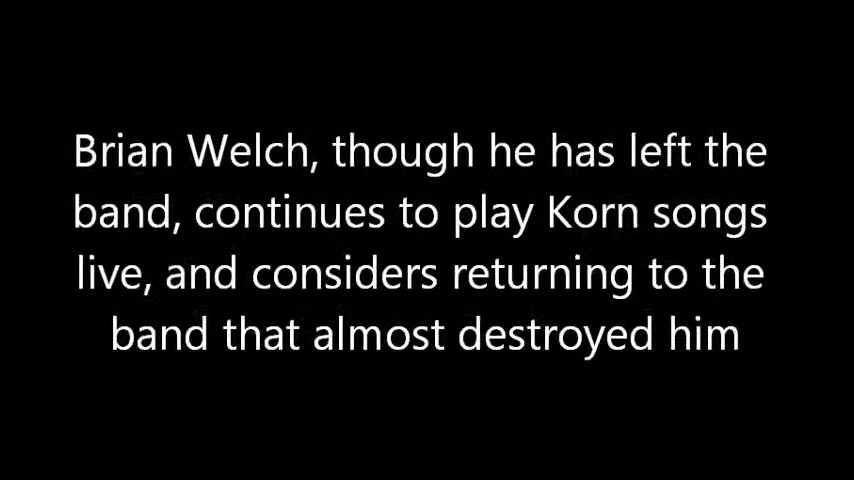 Brian Welch, though he has left the
band, continues to play Korn songs
live, and considers returning to the
band that almost destroyed him